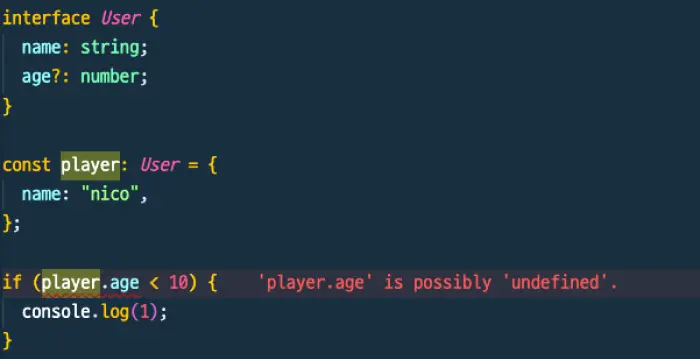 interface User {
  name: string;
  age?: number;
}

const player: User = {
  name: "nico",
};

if (player.age < 10) {    'player.age' is possibly 'undefined'.
  console.log(1);
}